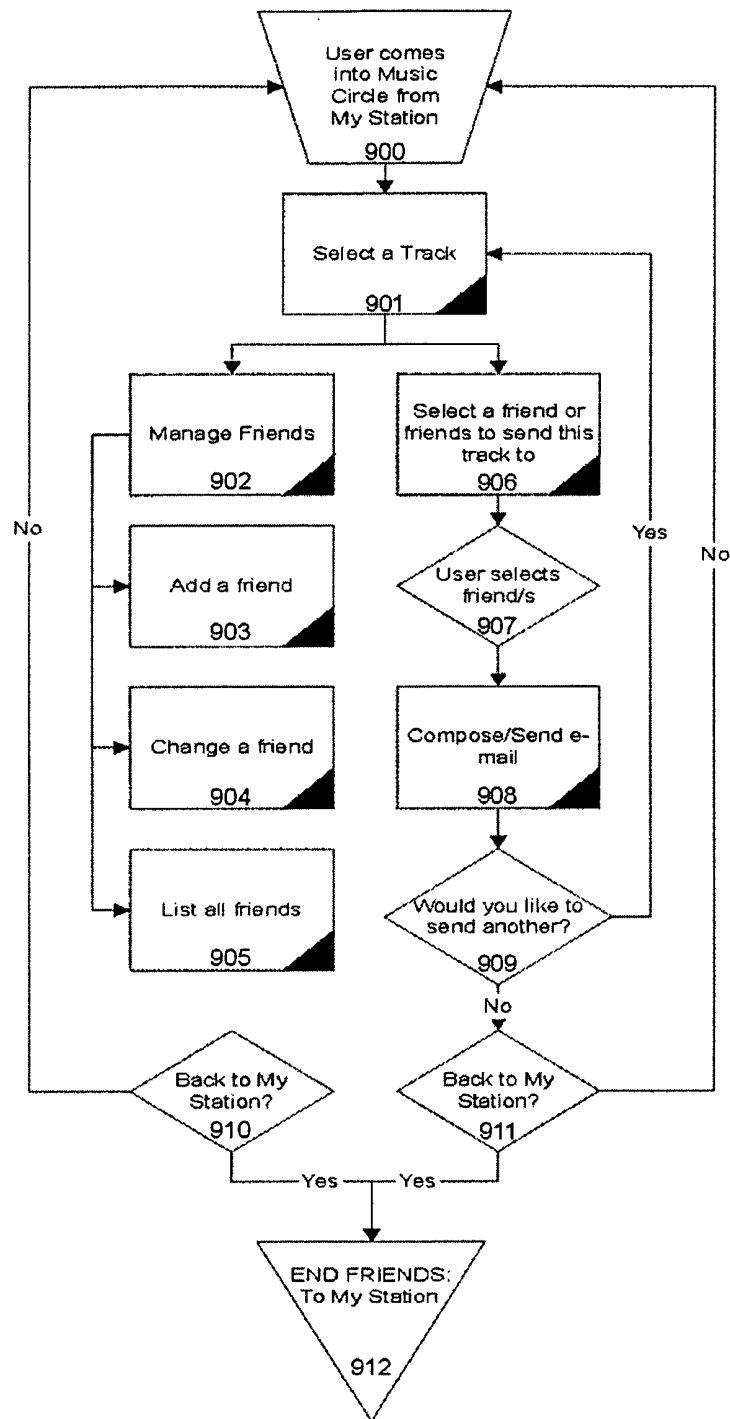 User comes
into Music
Circle from
My Station
900
Select a Track
901
Manage Friends
902
Select a friend or
friends to send this
track to
906
No
Yes
No
Add a friend
903
User selects
friend/s
907
Change a friend
904
Compose/Send e-
mail
908
List all friends
905
Would you like to
send another?
909
No
Back to My
Station?
910
Back to My
Station?
911
Yes
Yes
END FRIENDS:
To My Station
912